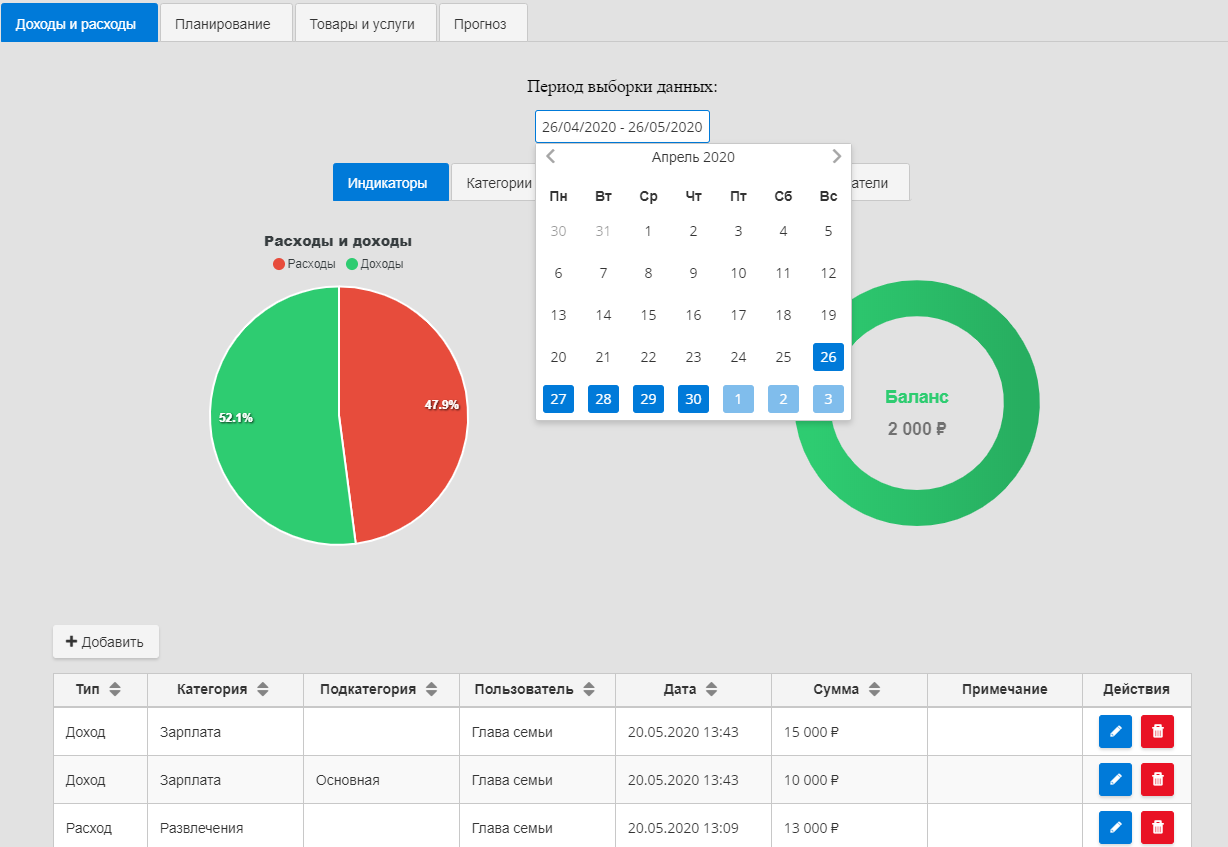 Доходы и расходы Планирование Товары и услуги Прогноз
Период выборки данных:
26/04/2020 - 26/05/2020
Апрель 2020
Индикаторы Категории
Пн Вт Ср Чт Пт Сб Вс
30 31 1 2 3 4 5
6 7 8 9 10 11 12
13 14 15 16 17 18 19
20 21 22 23 24 25 26
27 28 29 30 1 2 3
Расходы и доходы
Расходы Доходы
52.1% 47.9%
Баланс
2 000 ₽
Добавить
Тип Категория Подкатегория Пользователь Дата Сумма Примечание Действия
Доход Зарплата Глава семьи 20.05.2020 13:43 15 000 ₽
Доход Зарплата Основная Глава семьи 20.05.2020 13:43 10 000 ₽
Расход Развлечения Глава семьи 20.05.2020 13:09 13 000 ₽